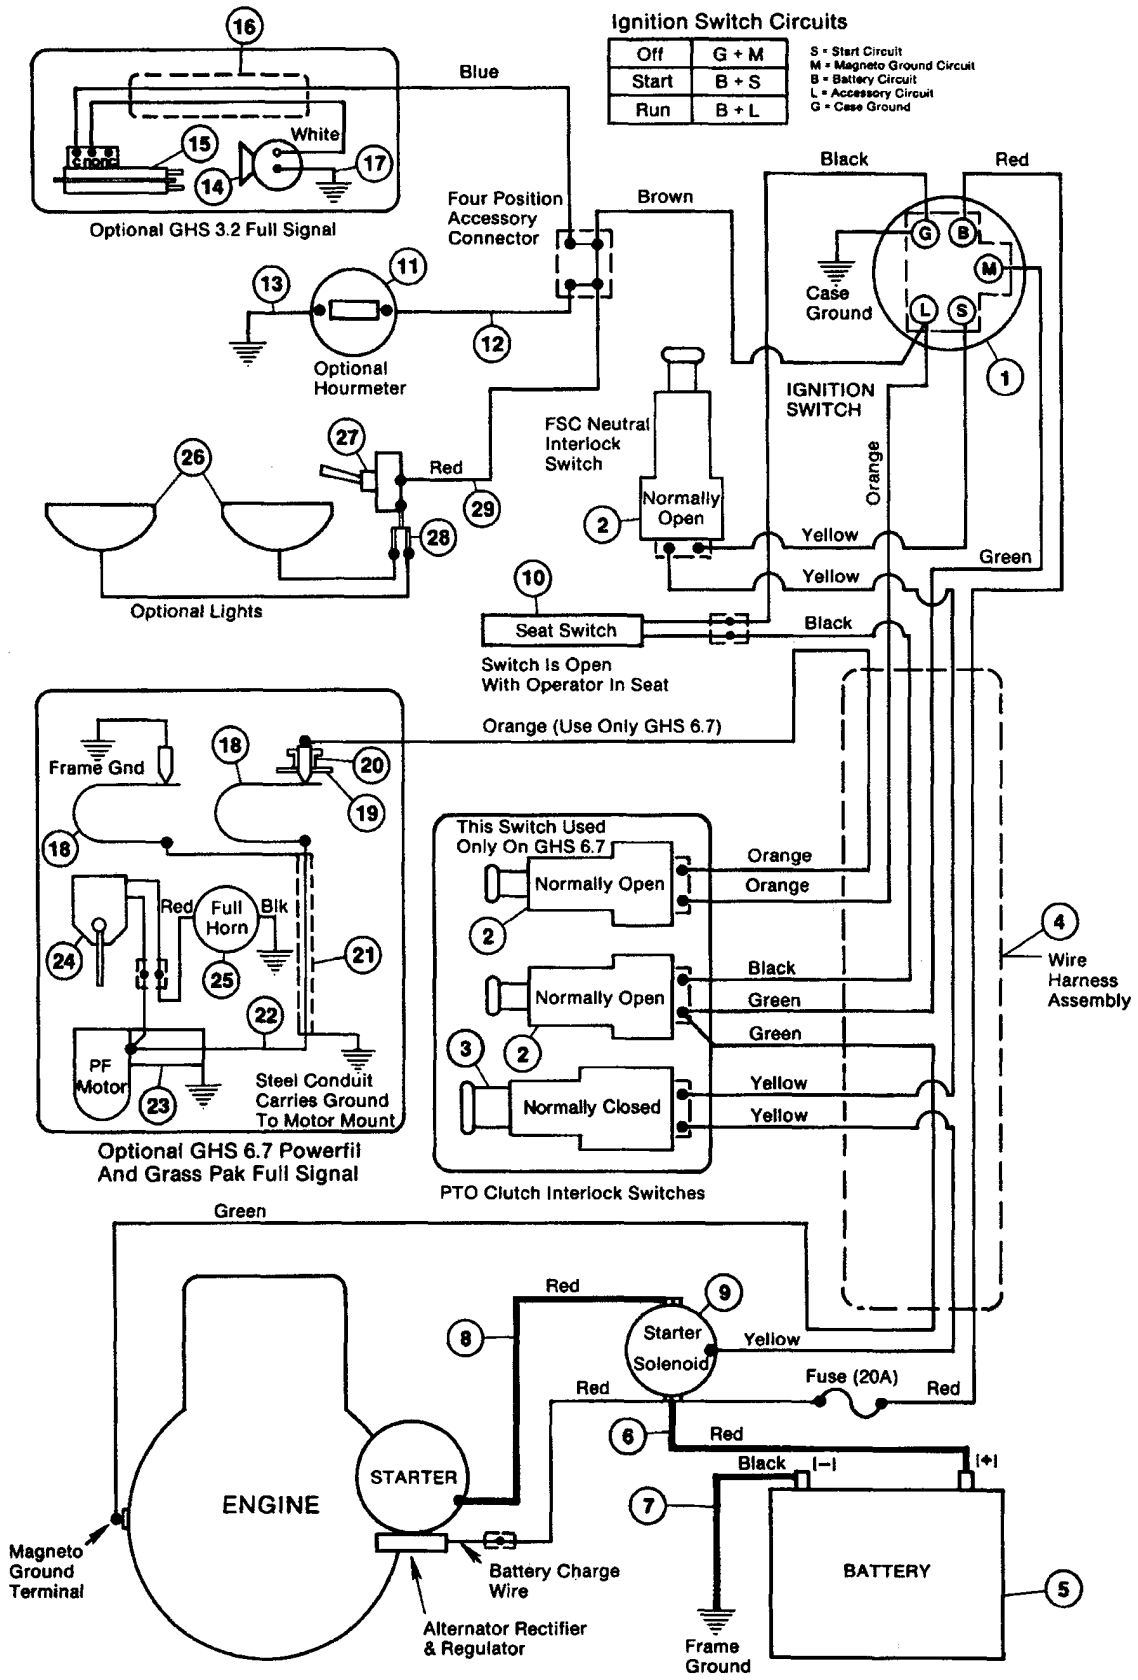 16
Ignition Switch Circuits
Off G + M
Start B + S
Run B + L
S = Start Circuit
M = Magneto Ground Circuit
B = Battery Circuit
L = Accessory Circuit
G = Case Ground
Blue
White
15
14
17
C no nc
Optional GHS 3.2 Full Signal
Four Position
Accessory
Connector
Brown
Black
Red
G
B
M
L
S
Case
Ground
1
IGNITION
SWITCH
13
11
12
Optional
Hourmeter
FSC Neutral
Interlock
Switch
Normally
Open
2
Orange
26
27
Red
29
28
Optional Lights
Yellow
Yellow
Green
10
Seat Switch
Black
Switch Is Open
With Operator In Seat
Orange (Use Only GHS 6.7)
Frame Gnd
18
18
20
19
24
Red
Full
Horn
Blk
25
21
22
PF
Motor
23
Steel Conduit
Carries Ground
To Motor Mount
Optional GHS 6.7 Powerfil
And Grass Pak Full Signal
This Switch Used
Only On GHS 6.7
Normally Open
2
Orange
Orange
Normally Open
2
Black
Green
Green
3
Normally Closed
Yellow
Yellow
PTO Clutch Interlock Switches
4
Wire
Harness
Assembly
Green
Red
8
9
Starter
Solenoid
Yellow
Fuse (20A)
Red
Red
6
Red
Black
(-)
(+)
7
BATTERY
5
Frame
Ground
STARTER
ENGINE
Magneto
Ground
Terminal
Battery Charge
Wire
Alternator Rectifier
& Regulator